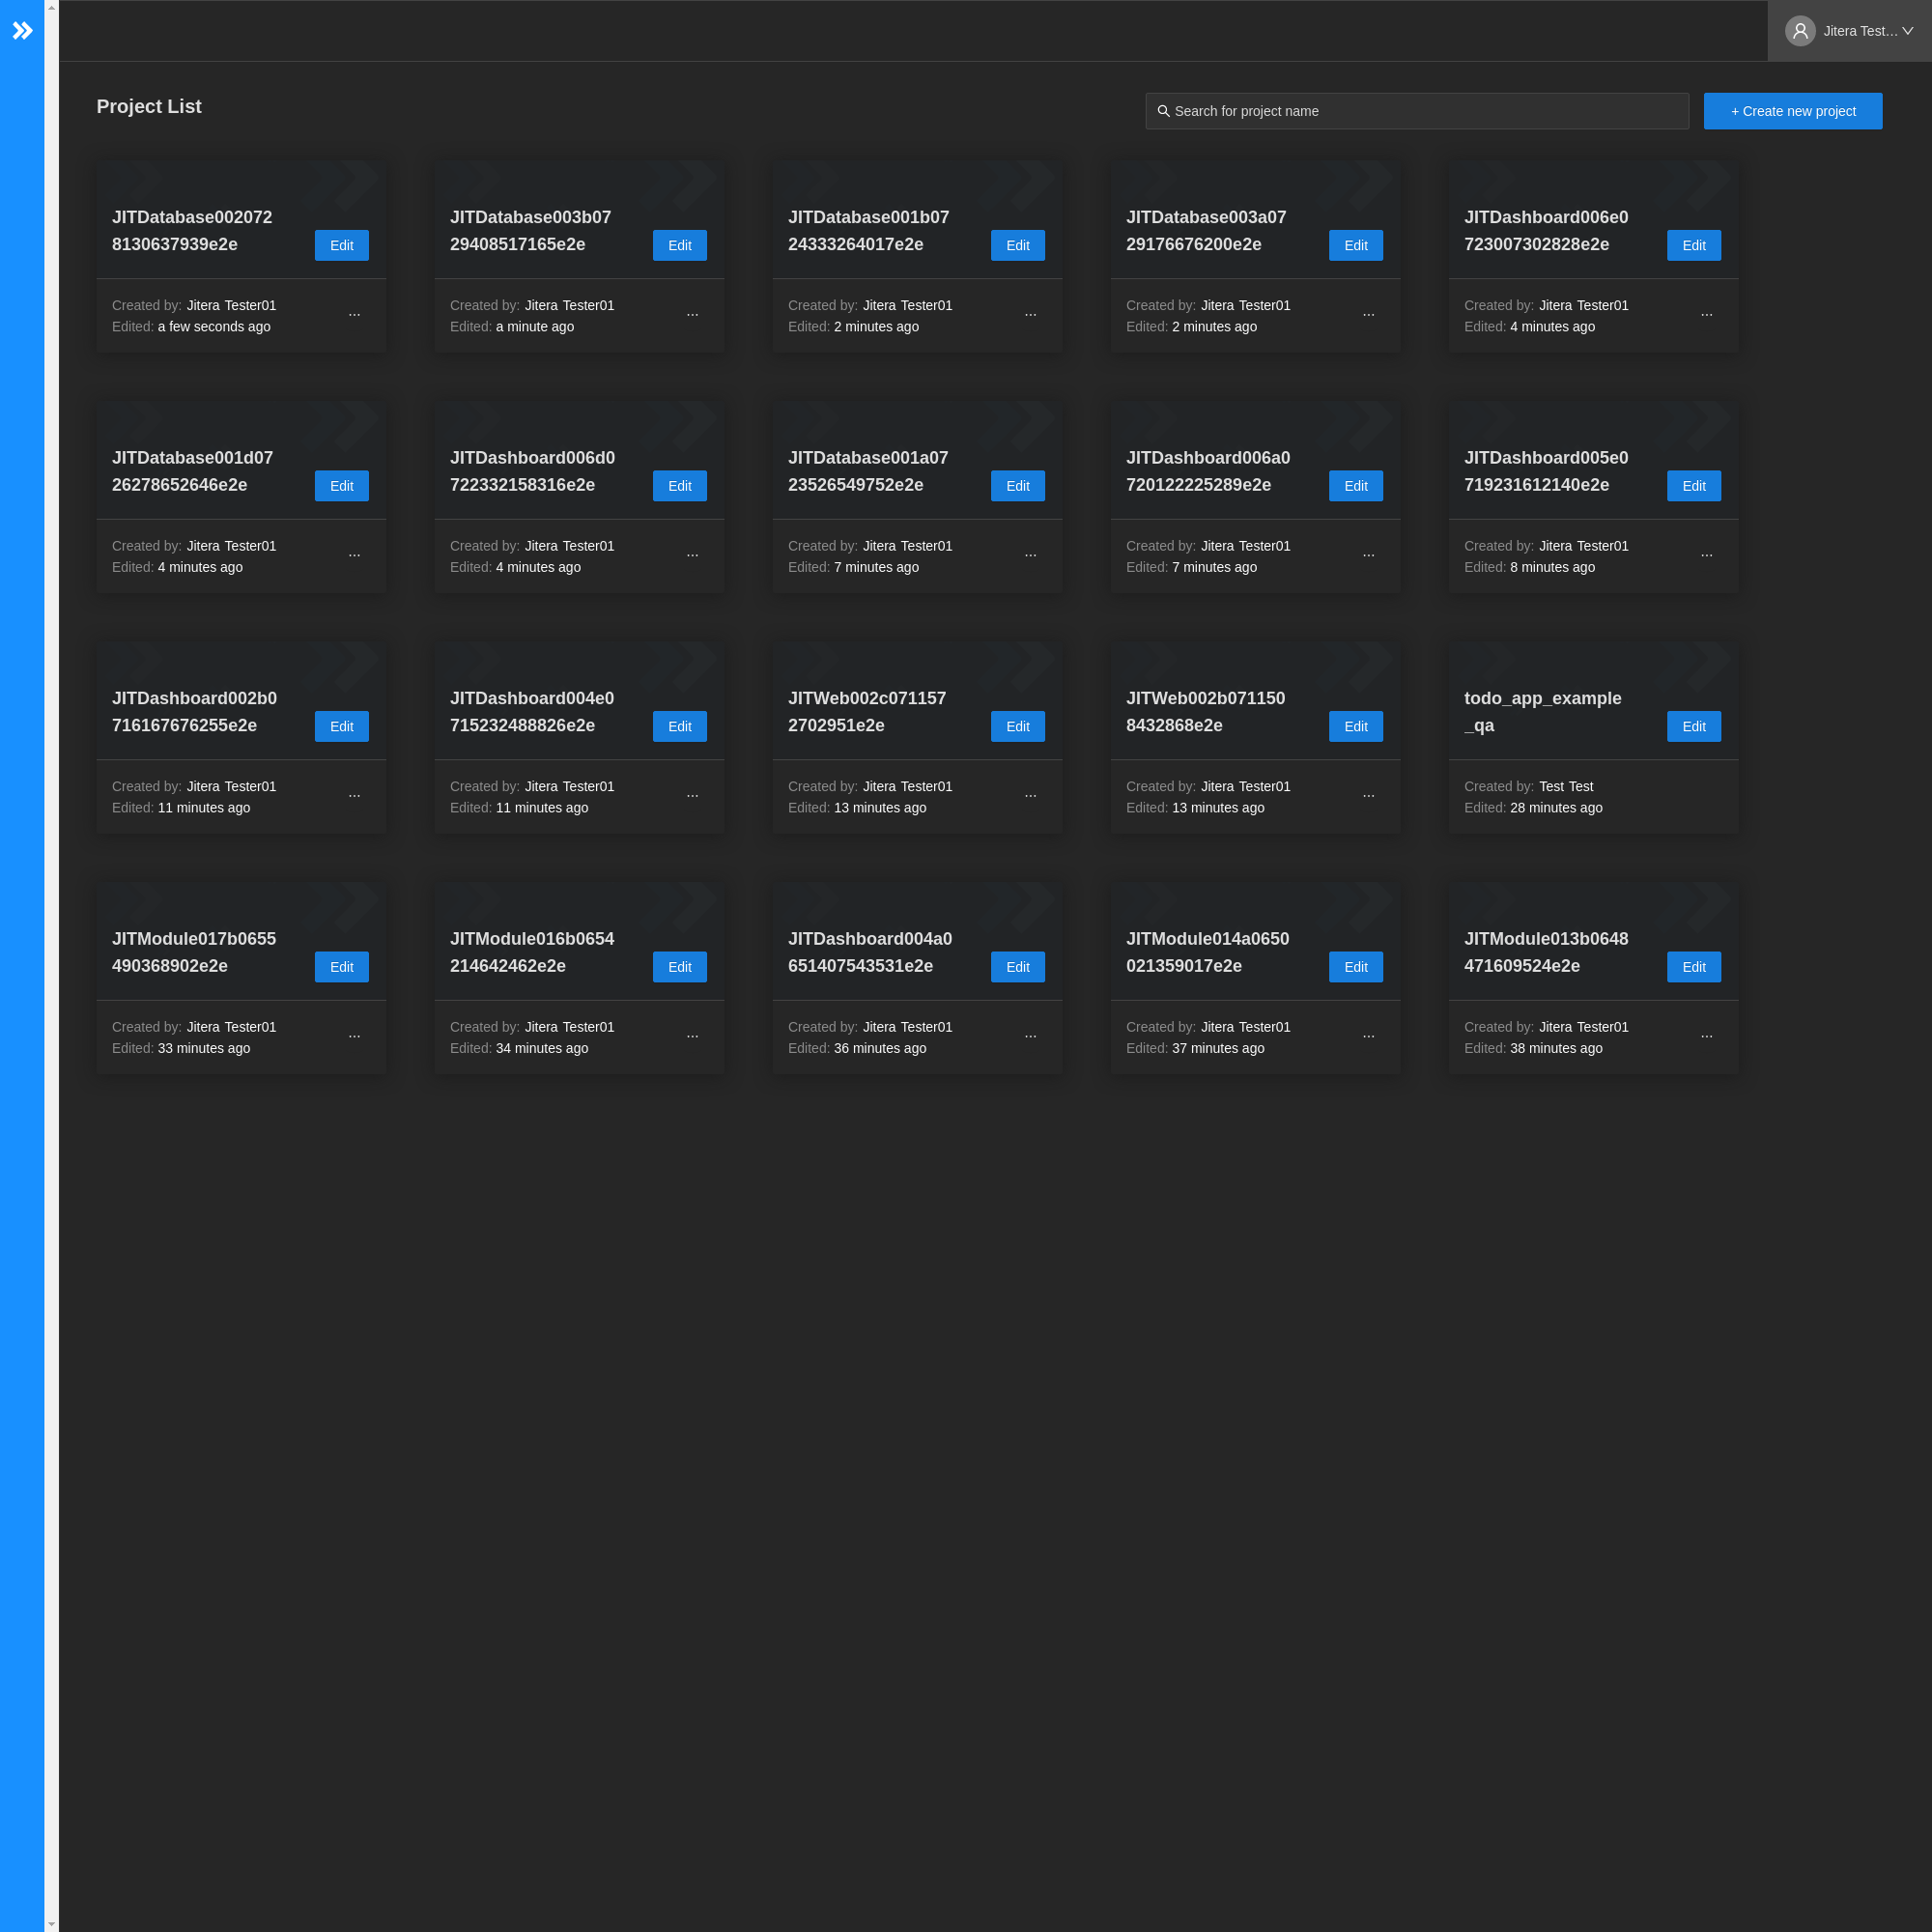 Jitera Test...
Project List
Search for project name
+ Create new project
JITDatabase002072
8130637939e2e
Edit
Created by: Jitera Tester01
Edited: a few seconds ago
...
JITDatabase003b07
29408517165e2e
Edit
Created by: Jitera Tester01
Edited: a minute ago
...
JITDatabase001b07
24333264017e2e
Edit
Created by: Jitera Tester01
Edited: 2 minutes ago
...
JITDatabase003a07
29176676200e2e
Edit
Created by: Jitera Tester01
Edited: 2 minutes ago
...
JITDashboard006e0
723007302828e2e
Edit
Created by: Jitera Tester01
Edited: 4 minutes ago
...
JITDatabase001d07
26278652646e2e
Edit
Created by: Jitera Tester01
Edited: 4 minutes ago
...
JITDashboard006d0
722332158316e2e
Edit
Created by: Jitera Tester01
Edited: 4 minutes ago
...
JITDatabase001a07
23526549752e2e
Edit
Created by: Jitera Tester01
Edited: 7 minutes ago
...
JITDashboard006a0
720122225289e2e
Edit
Created by: Jitera Tester01
Edited: 7 minutes ago
...
JITDashboard005e0
719231612140e2e
Edit
Created by: Jitera Tester01
Edited: 8 minutes ago
...
JITDashboard002b0
716167676255e2e
Edit
Created by: Jitera Tester01
Edited: 11 minutes ago
...
JITDashboard004e0
715232488826e2e
Edit
Created by: Jitera Tester01
Edited: 11 minutes ago
...
JITWeb002c071157
2702951e2e
Edit
Created by: Jitera Tester01
Edited: 13 minutes ago
...
JITWeb002b071150
8432868e2e
Edit
Created by: Jitera Tester01
Edited: 13 minutes ago
...
todo_app_example
_qa
Edit
Created by: Test Test
Edited: 28 minutes ago
JITModule017b0655
490368902e2e
Edit
Created by: Jitera Tester01
Edited: 33 minutes ago
...
JITModule016b0654
214642462e2e
Edit
Created by: Jitera Tester01
Edited: 34 minutes ago
...
JITDashboard004a0
651407543531e2e
Edit
Created by: Jitera Tester01
Edited: 36 minutes ago
...
JITModule014a0650
021359017e2e
Edit
Created by: Jitera Tester01
Edited: 37 minutes ago
...
JITModule013b0648
471609524e2e
Edit
Created by: Jitera Tester01
Edited: 38 minutes ago
...